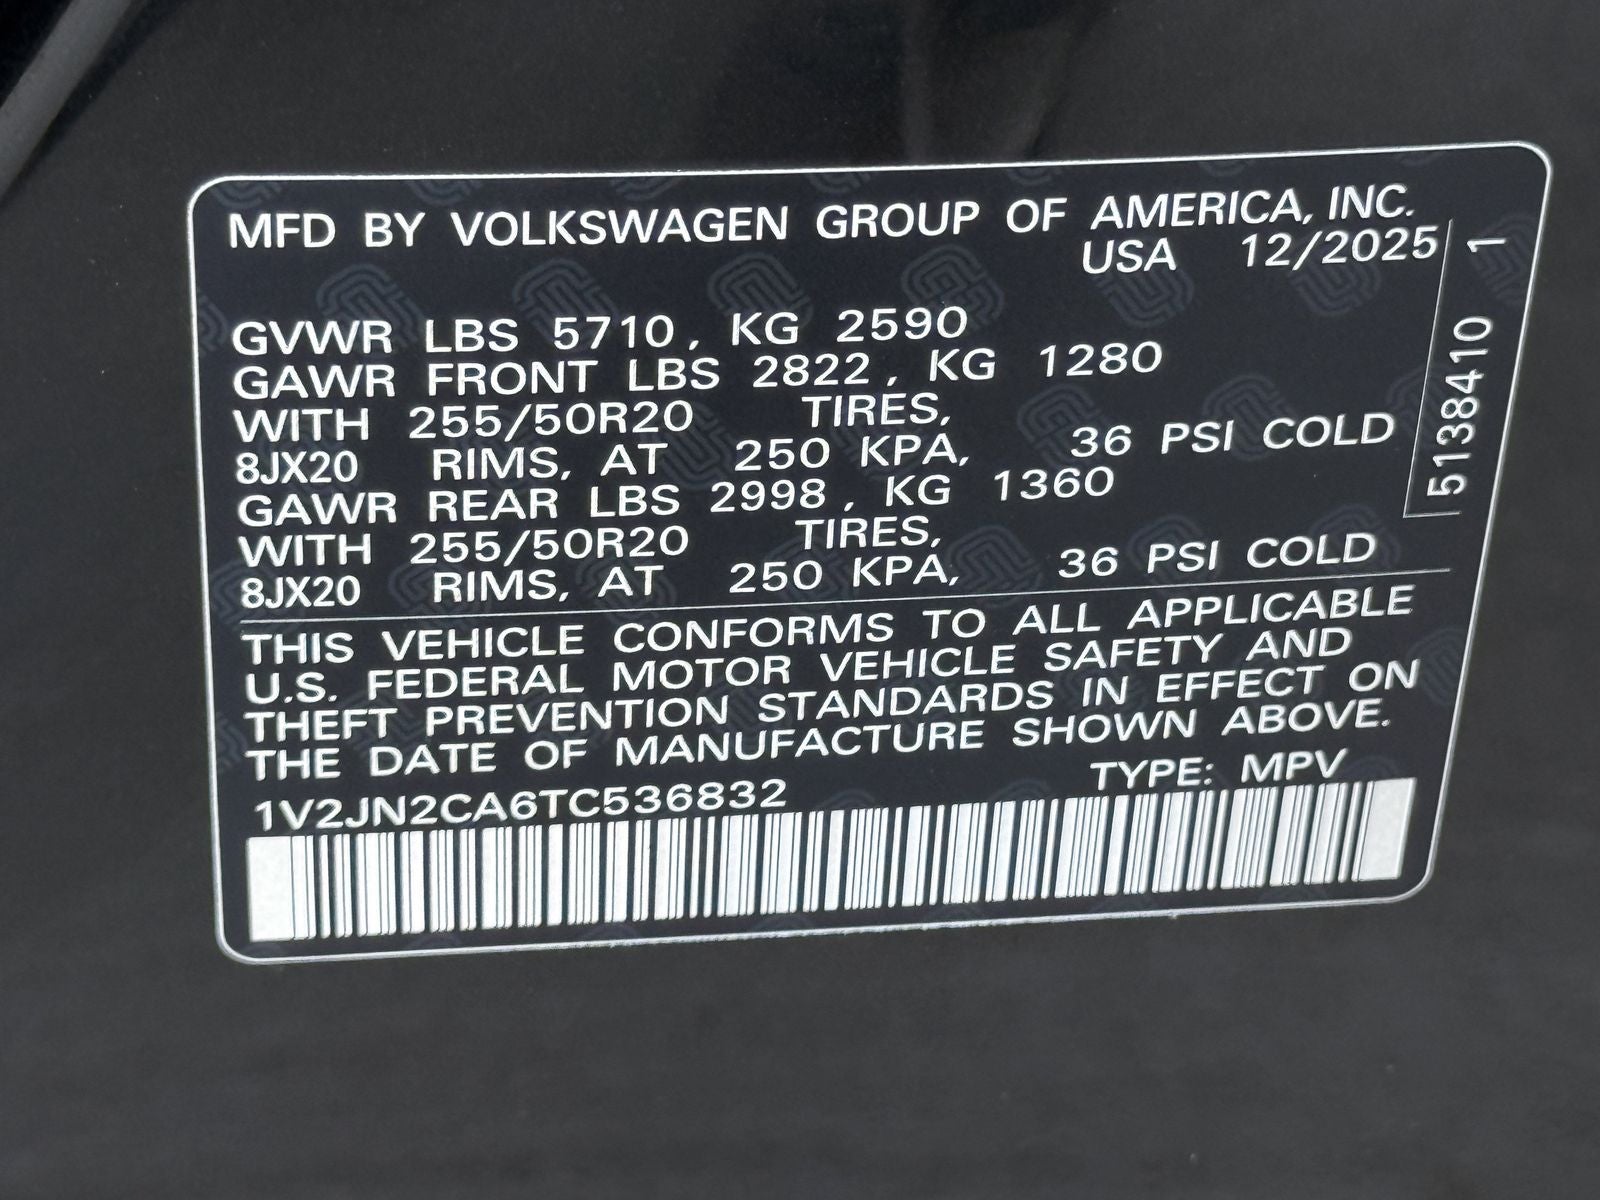 MFD BY VOLKSWAGEN GROUP OF AMERICA, INC.
USA 12/2025
GVWR LBS 5710, KG 2590
GAWR FRONT LBS 2822, KG 1280
WITH 255/50R20 TIRES,
8JX20 RIMS, AT 250 KPA, 36 PSI COLD
GAWR REAR LBS 2998, KG 1360
WITH 255/50R20 TIRES,
8JX20 RIMS, AT 250 KPA, 36 PSI COLD
THIS VEHICLE CONFORMS TO ALL APPLICABLE
U.S. FEDERAL MOTOR VEHICLE SAFETY AND
THEFT PREVENTION STANDARDS IN EFFECT ON
THE DATE OF MANUFACTURE SHOWN ABOVE.
1V2JN2CA6TC536832 TYPE: MPV
5138410 1